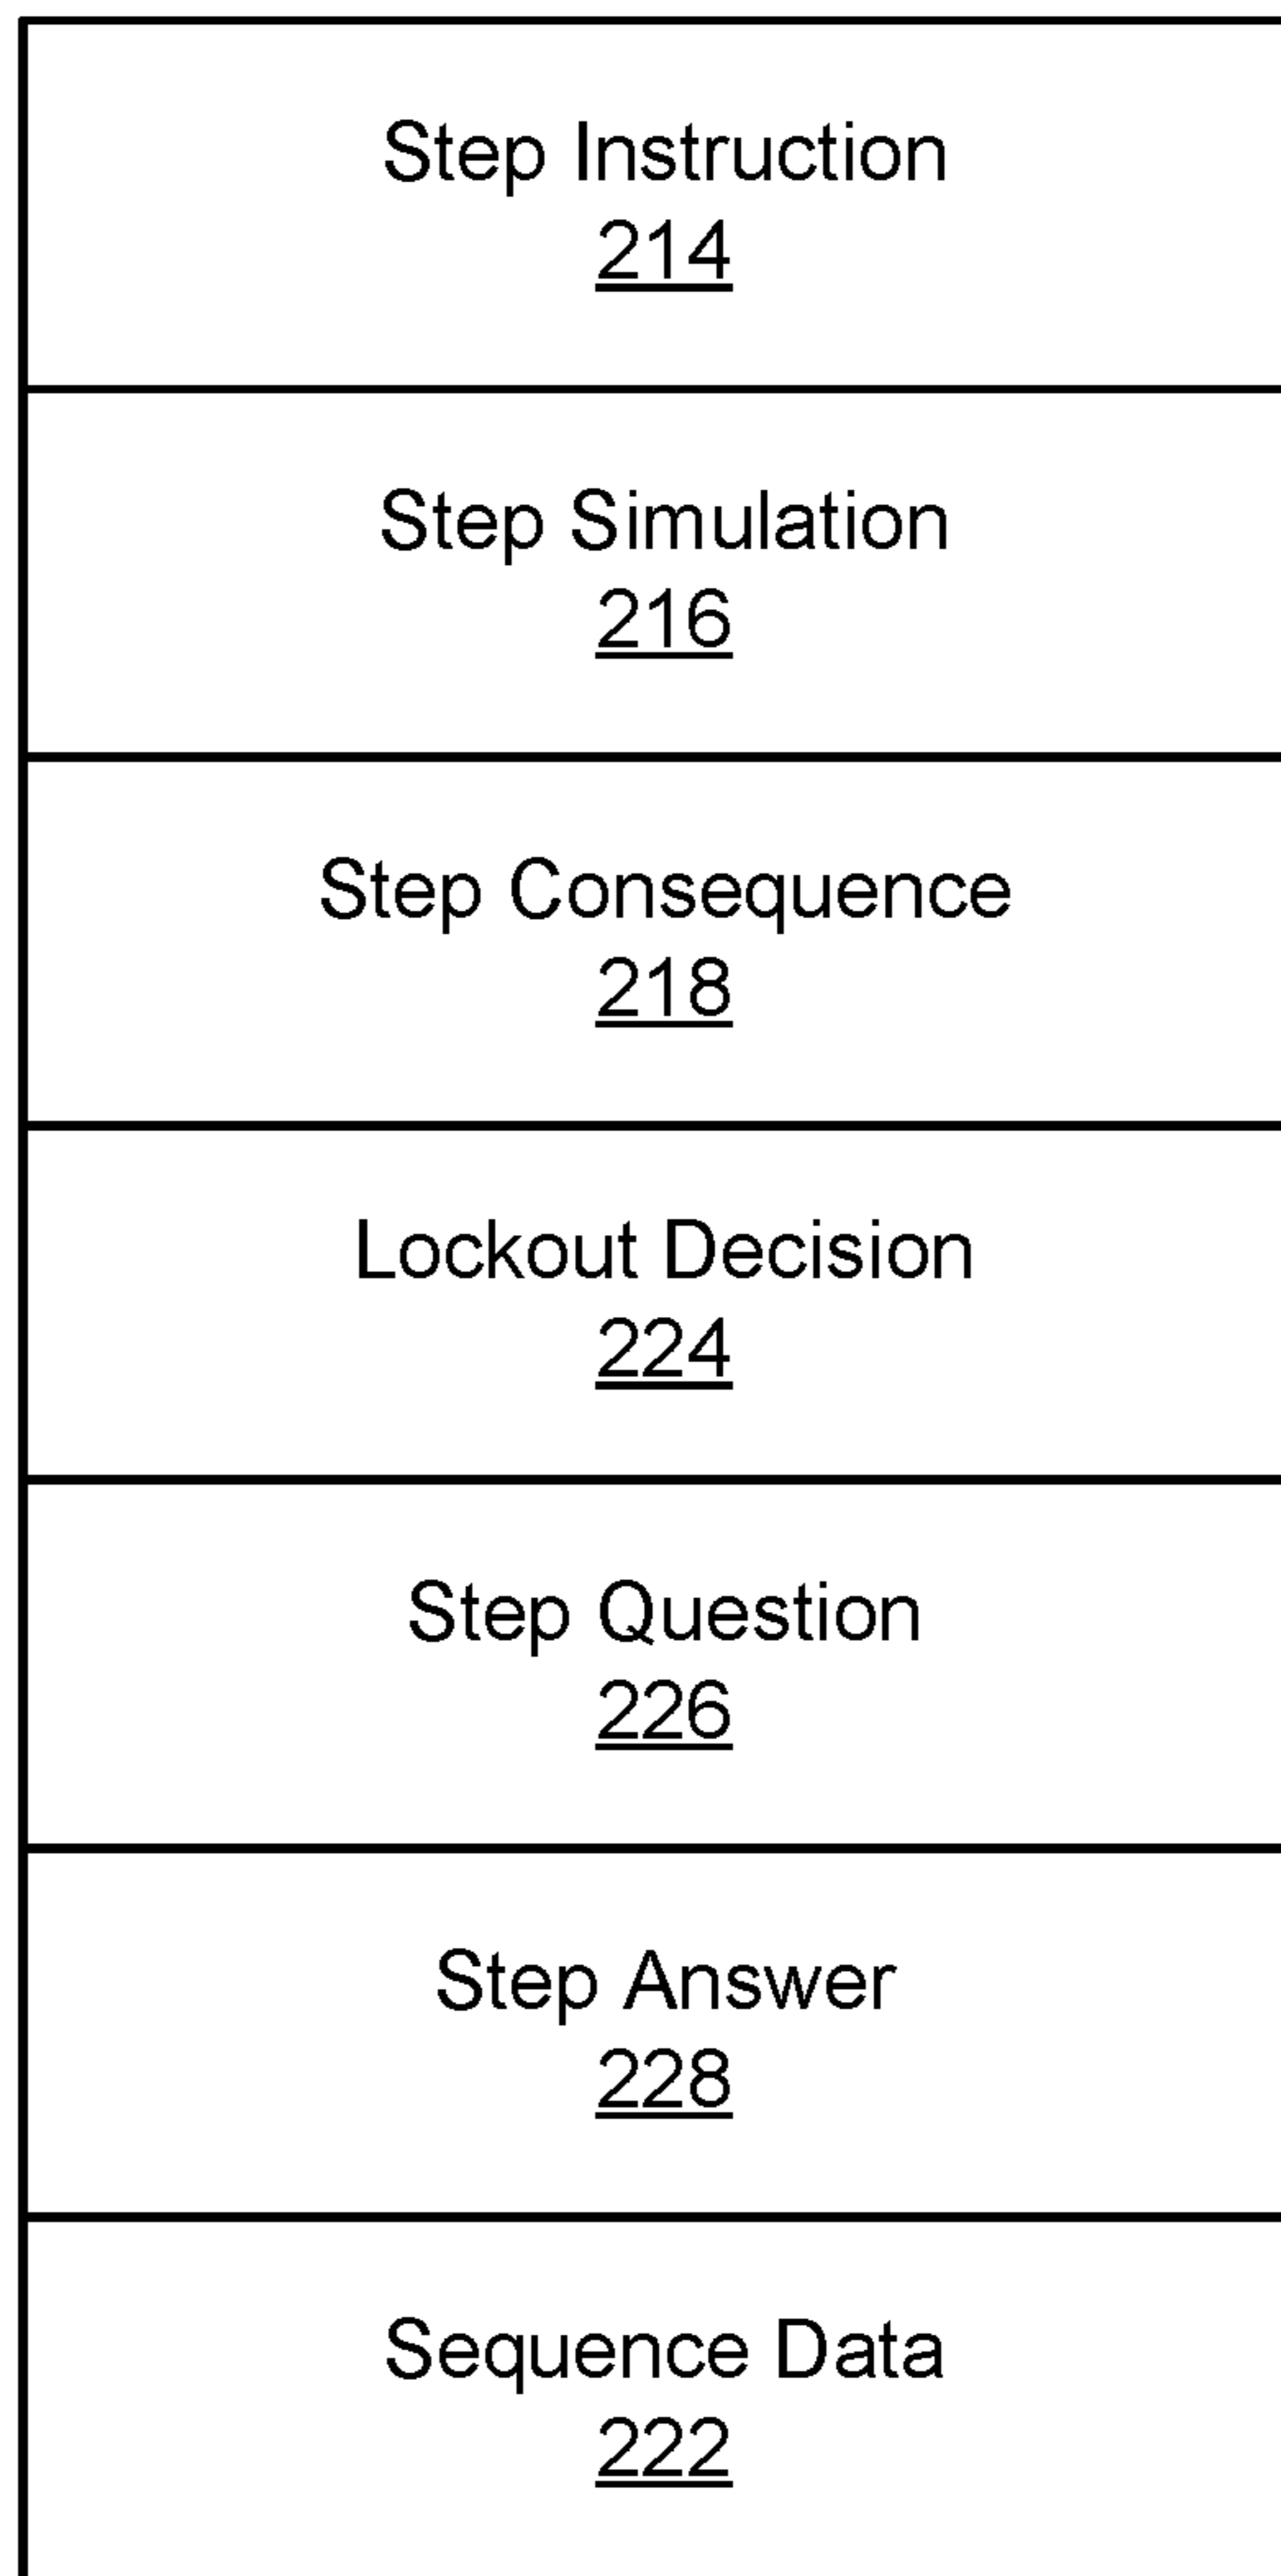 Step Instruction
214
Step Simulation
216
Step Consequence
218
Lockout Decision
224
Step Question
226
Step Answer
228
Sequence Data
222